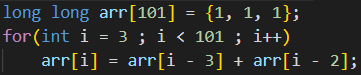 long long arr[101] = {1, 1, 1};
for(int i = 3 ; i < 101 ; i++)
    arr[i] = arr[i - 3] + arr[i - 2];